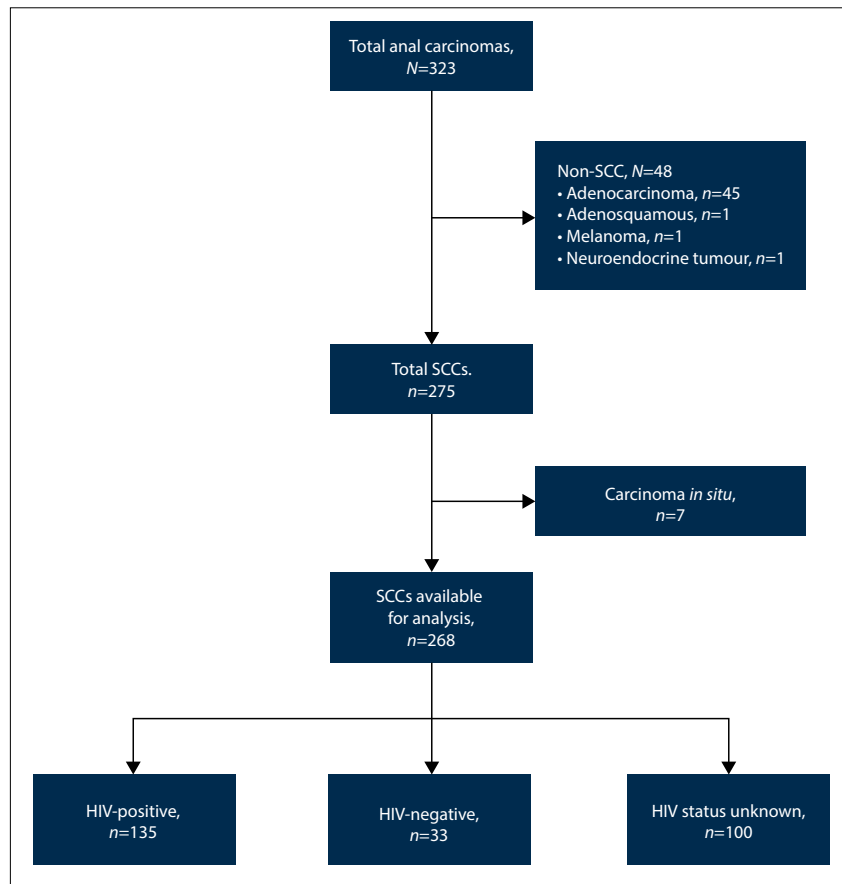 Total anal carcinomas,
N=323
Non-SCC, N=48
• Adenocarcinoma, n=45
• Adenosquamous, n=1
• Melanoma, n=1
• Neuroendocrine tumour, n=1
Total SCCs.
n=275
Carcinoma in situ,
n=7
SCCs available
for analysis,
n=268
HIV-positive,
n=135
HIV-negative,
n=33
HIV status unknown,
n=100